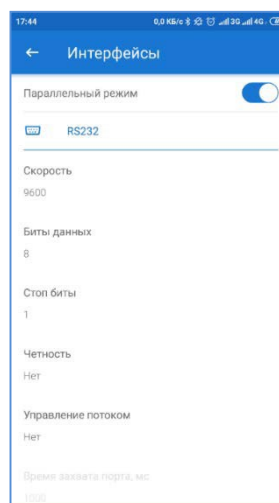 17:44 0,0 КБ/с 3G 4G
Интерфейсы
Параллельный режим
RS232
Скорость
9600
Биты данных
8
Стоп биты
1
Четность
Нет
Управление потоком
Нет
Время захвата порта, мс
1000